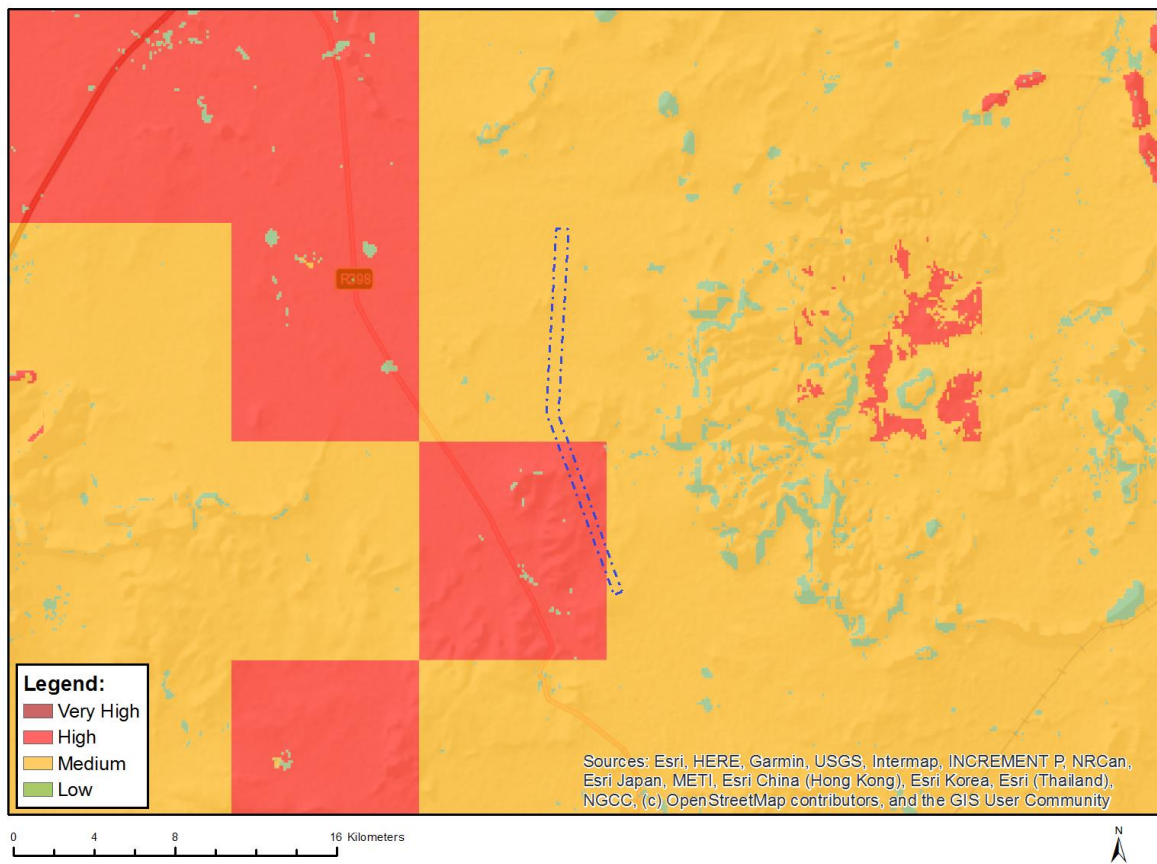 R398
Legend:
Very High
High
Medium
Low
Sources: Esri, HERE, Garmin, USGS, Intermap, INCREMENT P, NRCan,
Esri Japan, METI, Esri China (Hong Kong), Esri Korea, Esri (Thailand),
NGCC, (c) OpenStreetMap contributors, and the GIS User Community
0 4 8 16 Kilometers
N